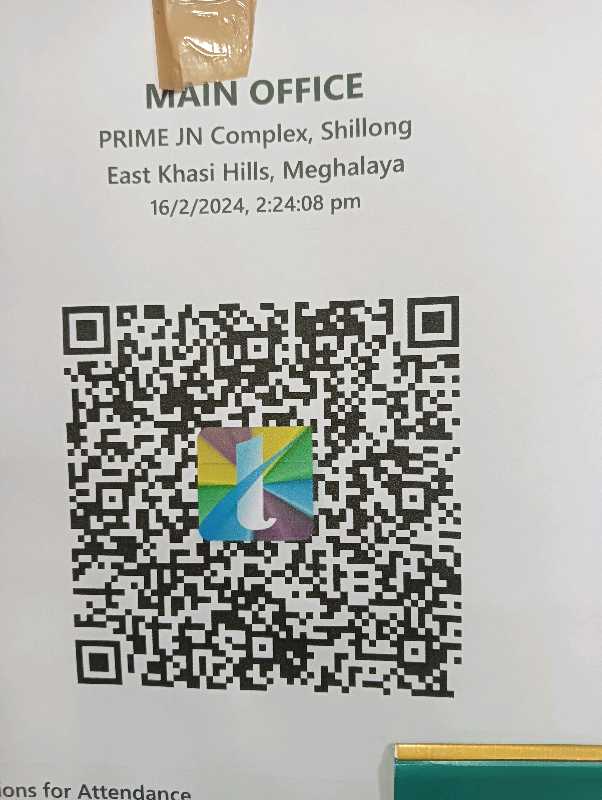 MAIN OFFICE
PRIME JN Complex, Shillong
East Khasi Hills, Meghalaya
16/2/2024, 2:24:08 pm
t
ions for Attendance